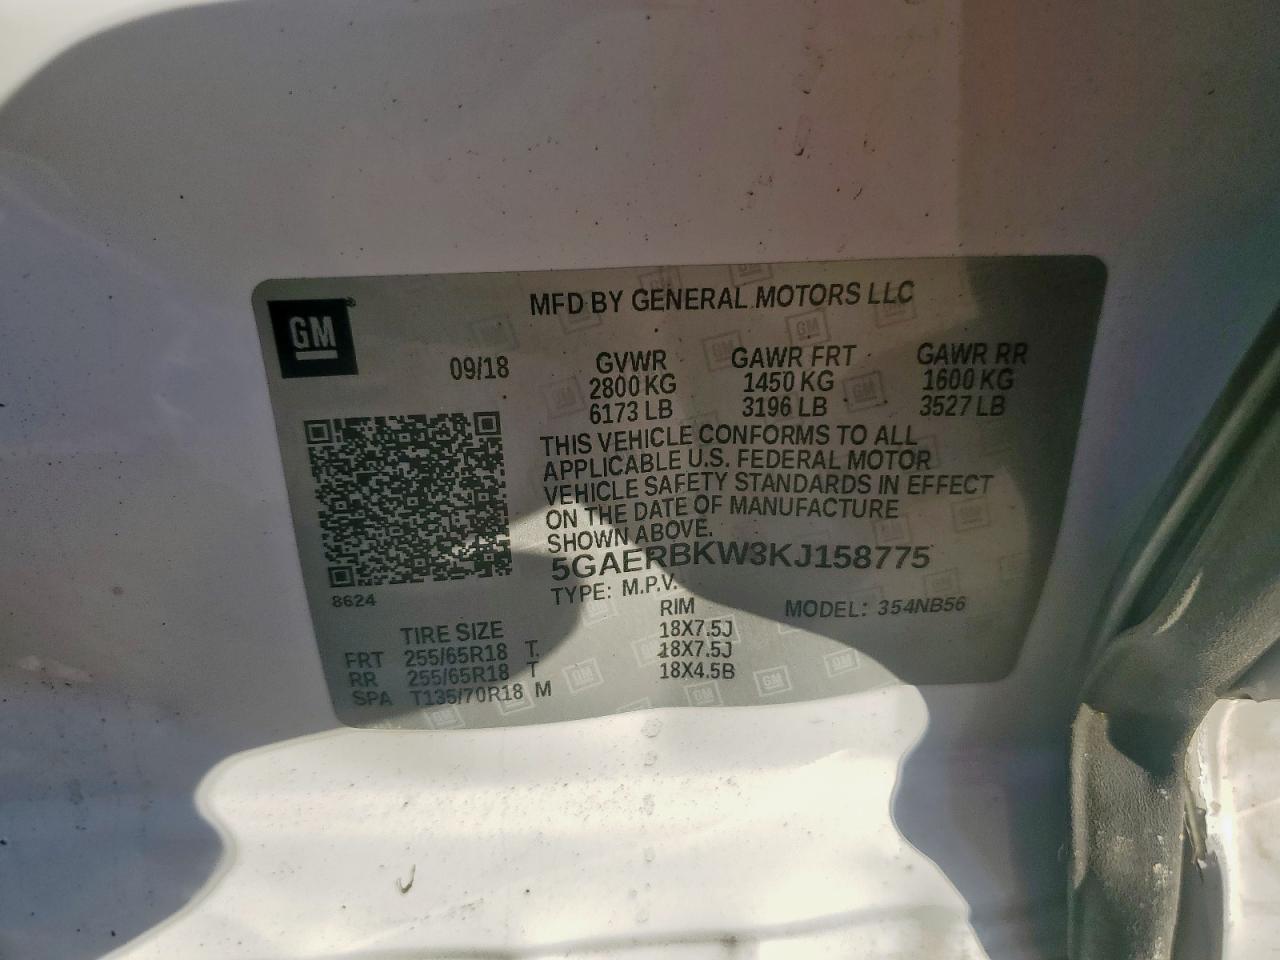 MFD BY GENERAL MOTORS LLC
GM
09/18
GVWR GAWR FRT GAWR RR
2800 KG 1450 KG 1600 KG
6173 LB 3196 LB 3527 LB
THIS VEHICLE CONFORMS TO ALL
APPLICABLE U.S. FEDERAL MOTOR
VEHICLE SAFETY STANDARDS IN EFFECT
ON THE DATE OF MANUFACTURE
SHOWN ABOVE.
5GAERBKW3KJ158775
8624
TYPE: M.P.V.
MODEL: 354NB56
TIRE SIZE RIM
FRT 255/65R18 T 18X7.5J
RR 255/65R18 T 18X7.5J
SPA T135/70R18 M 18X4.5B